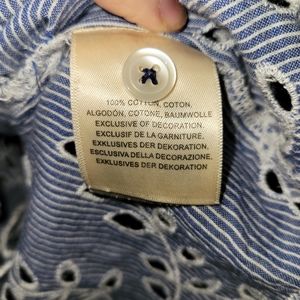 100% COTTON, COTON,
ALGODÓN, COTONE, BAUMWOLLE
EXCLUSIVE OF DECORATION.
EXCLUSIF DE LA GARNITURE.
EXKLUSIVES DER DEKORATION.
ESCLUSIVA DELLA DECORAZIONE.
EXKLUSIVES DER DEKORATION